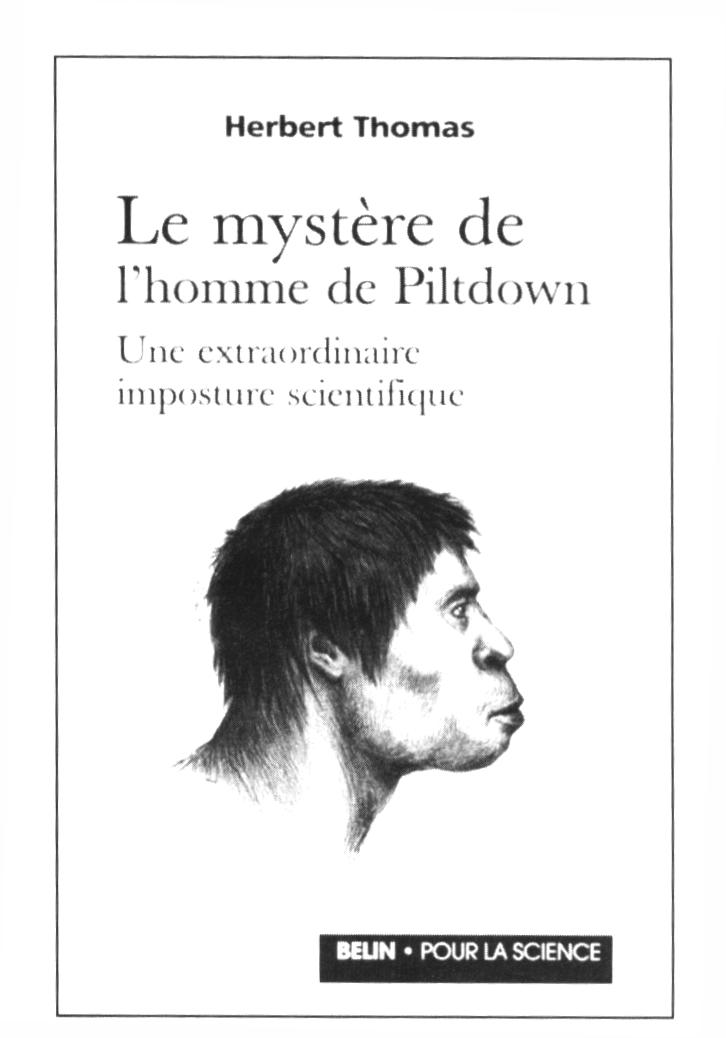 Herbert Thomas
Le mystère de
l'homme de Piltdown
Une extraordinaire
imposture scientifique
BELIN • POUR LA SCIENCE